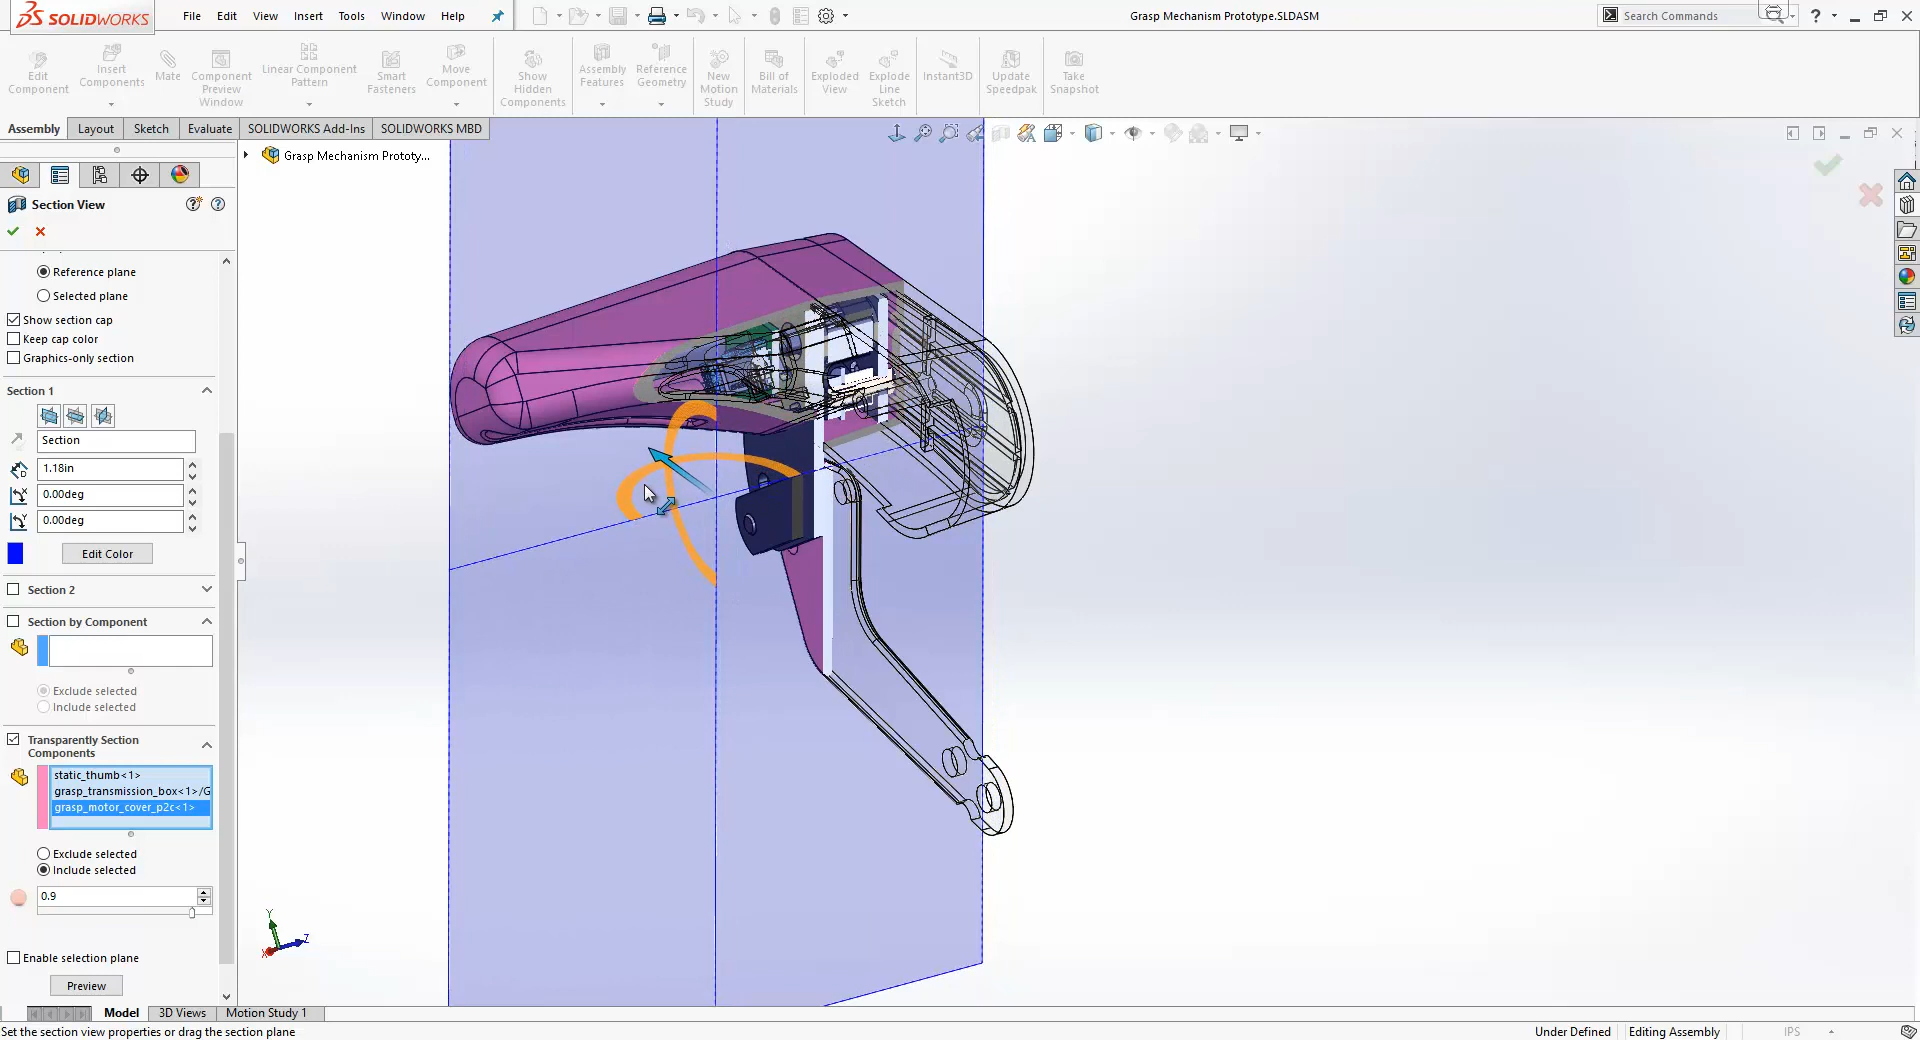 SOLIDWORKS
File Edit View Insert Tools Window Help
Grasp Mechanism Prototype.SLDASM
Search Commands
?
Edit Component
Insert Components
Mate
Component Preview Window
Linear Component Pattern
Smart Fasteners
Move Component
Show Hidden Components
Assembly Features
Reference Geometry
New Motion Study
Bill of Materials
Exploded View
Explode Line Sketch
Instant3D
Update Speedpak
Take Snapshot
Assembly Layout Sketch Evaluate SOLIDWORKS Add-Ins SOLIDWORKS MBD
Grasp Mechanism Prototy...
Section View
Reference plane
Selected plane
Show section cap
Keep cap color
Graphics-only section
Section 1
Section
1.18in
0.00deg
0.00deg
Edit Color
Section 2
Section by Component
Exclude selected
Include selected
Transparently Section
Components
static_thumb<1>
grasp_transmission_box<1>/G
grasp_motor_cover_p2c<1>
Exclude selected
Include selected
0.9
Enable selection plane
Preview
Y
Z
X
Model 3D Views Motion Study 1
Set the section view properties or drag the section plane
Under Defined Editing Assembly IPS